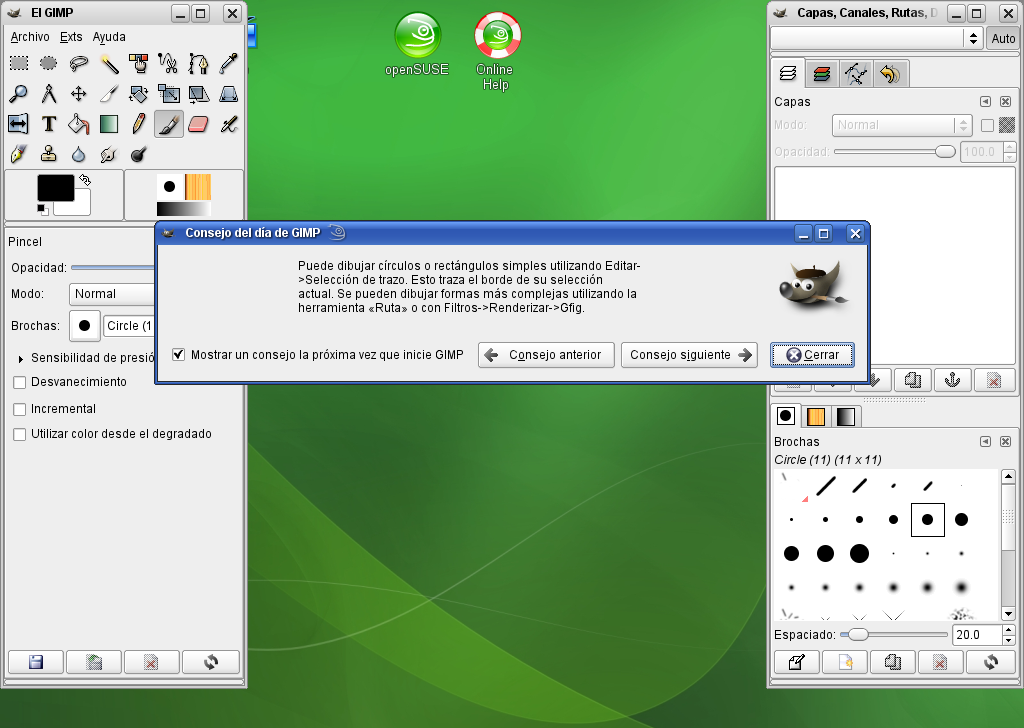 El GIMP
Archivo Exts Ayuda
Pincel
Opacidad:
Modo: Normal
Brochas: Circle (1
Sensibilidad de presió
Desvanecimiento
Incremental
Utilizar color desde el degradado
openSUSE
Online
Help
Consejo del día de GIMP
Puede dibujar círculos o rectángulos simples utilizando Editar-
>Selección de trazo. Esto traza el borde de su selección
actual. Se pueden dibujar formas más complejas utilizando la
herramienta «Ruta» o con Filtros->Renderizar->Gfig.
Mostrar un consejo la próxima vez que inicie GIMP
Consejo anterior
Consejo siguiente
Cerrar
Capas, Canales, Rutas, D
Auto
Capas
Modo: Normal
Opacidad: 100.0
Brochas
Circle (11) (11 x 11)
Espaciado: 20.0